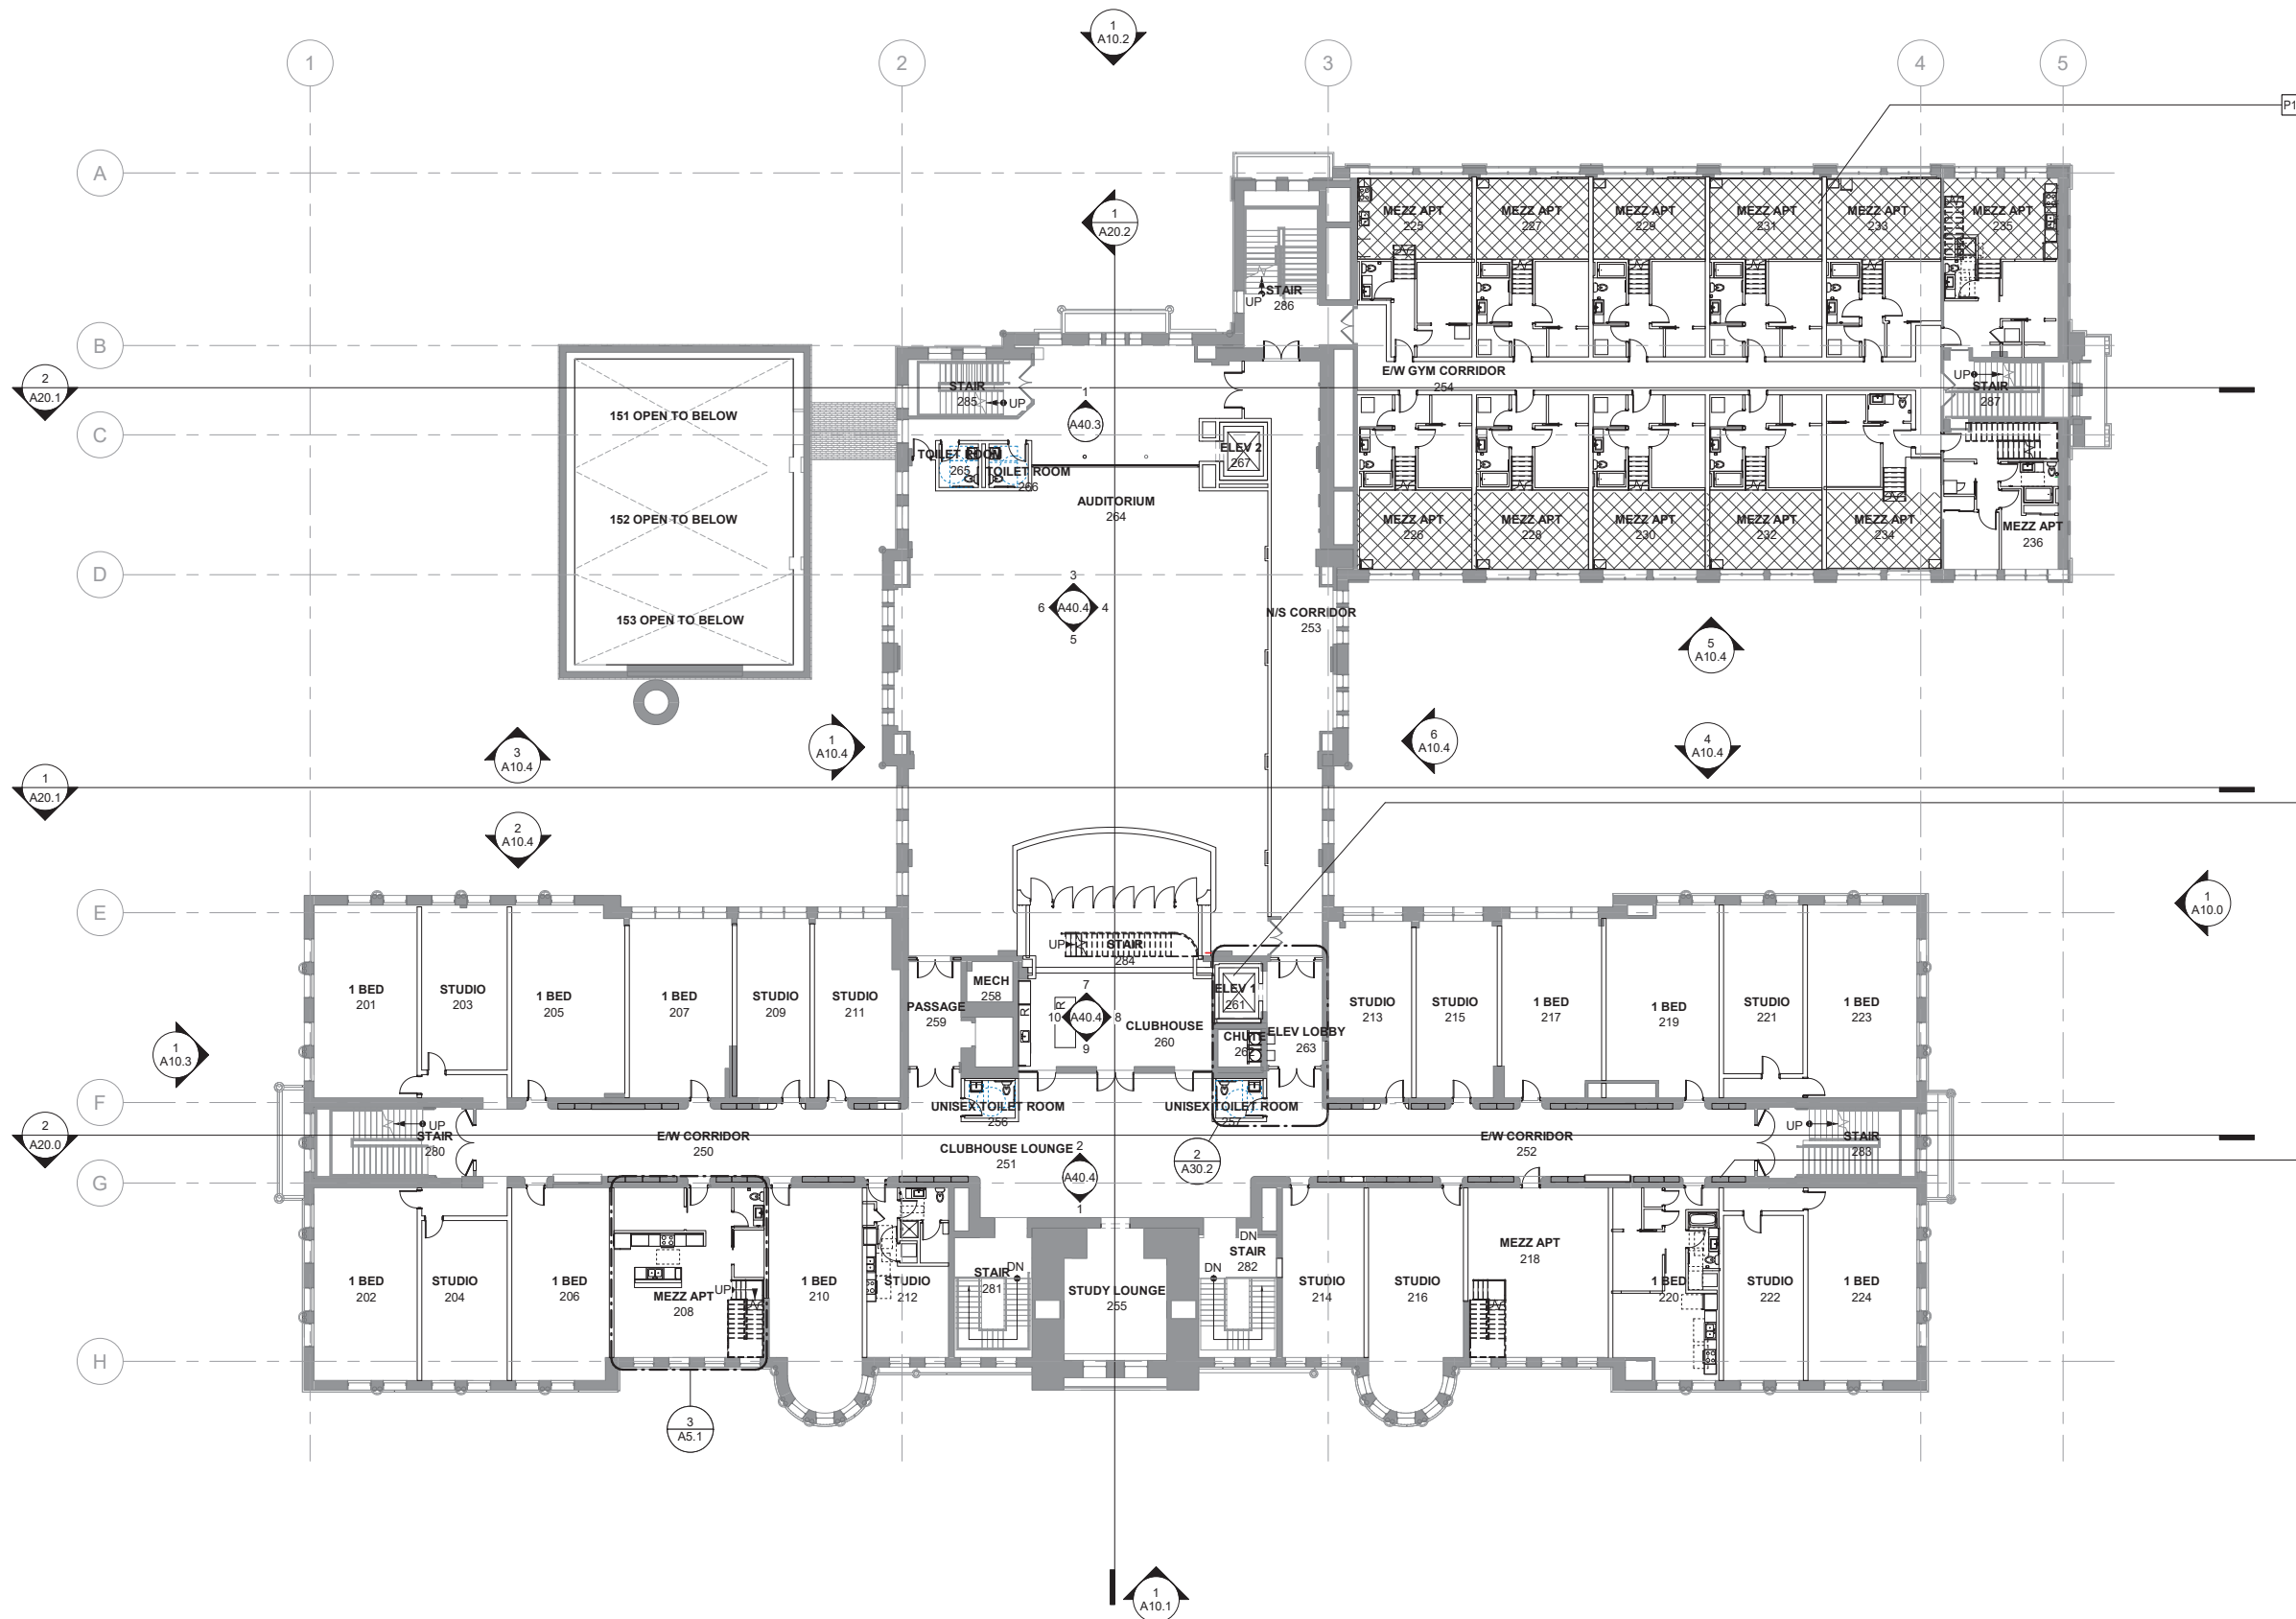 1
A10.2
1
2
3
4
5
P1
A
1
A20.2
MEZZ APT
225
MEZZ APT
227
MEZZ APT
229
MEZZ APT
231
MEZZ APT
233
MEZZ APT
235
STAIR
286
UP
B
2
A20.1
STAIR
285
UP
1
A40.3
E/W GYM CORRIDOR
254
UP
STAIR
287
151 OPEN TO BELOW
C
TOILET ROOM
265
TOILET ROOM
266
ELEV 2
267
AUDITORIUM
264
152 OPEN TO BELOW
MEZZ APT
226
MEZZ APT
228
MEZZ APT
230
MEZZ APT
232
MEZZ APT
234
MEZZ APT
236
D
3
6 A40.4 4
5
N/S CORRIDOR
253
153 OPEN TO BELOW
5
A10.4
3
A10.4
1
A10.4
6
A10.4
4
A10.4
1
A20.1
2
A10.4
E
1
A10.0
UP
STAIR
284
1 BED
201
STUDIO
203
1 BED
205
1 BED
207
STUDIO
209
STUDIO
211
PASSAGE
259
MECH
258
R
R
7
10 A40.4 8
9
CLUBHOUSE
260
ELEV 1
261
CHUTE
262
ELEV LOBBY
263
STUDIO
213
STUDIO
215
1 BED
217
1 BED
219
STUDIO
221
1 BED
223
1
A10.3
F
UNISEX TOILET ROOM
256
UNISEX TOILET ROOM
257
2
A20.0
UP
STAIR
280
E/W CORRIDOR
250
CLUBHOUSE LOUNGE
251
2
A40.4
1
2
A30.2
E/W CORRIDOR
252
UP
STAIR
283
G
1 BED
202
STUDIO
204
1 BED
206
MEZZ APT
208
UP
1 BED
210
STUDIO
212
STAIR
281
DN
STUDY LOUNGE
255
DN
DN
STAIR
282
STUDIO
214
STUDIO
216
MEZZ APT
218
1 BED
220
STUDIO
222
1 BED
224
H
3
A5.1
1
A10.1